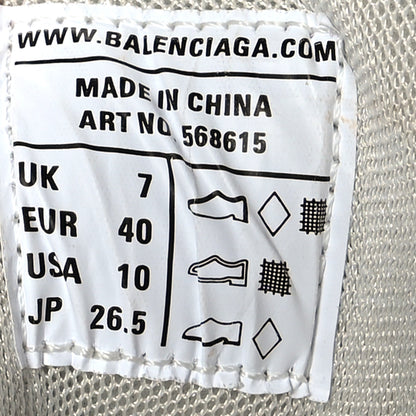 WWW.BALENCIAGA.COM
MADE IN CHINA
ART NO 568615
UK 7
EUR 40
USA 10
JP 26.5